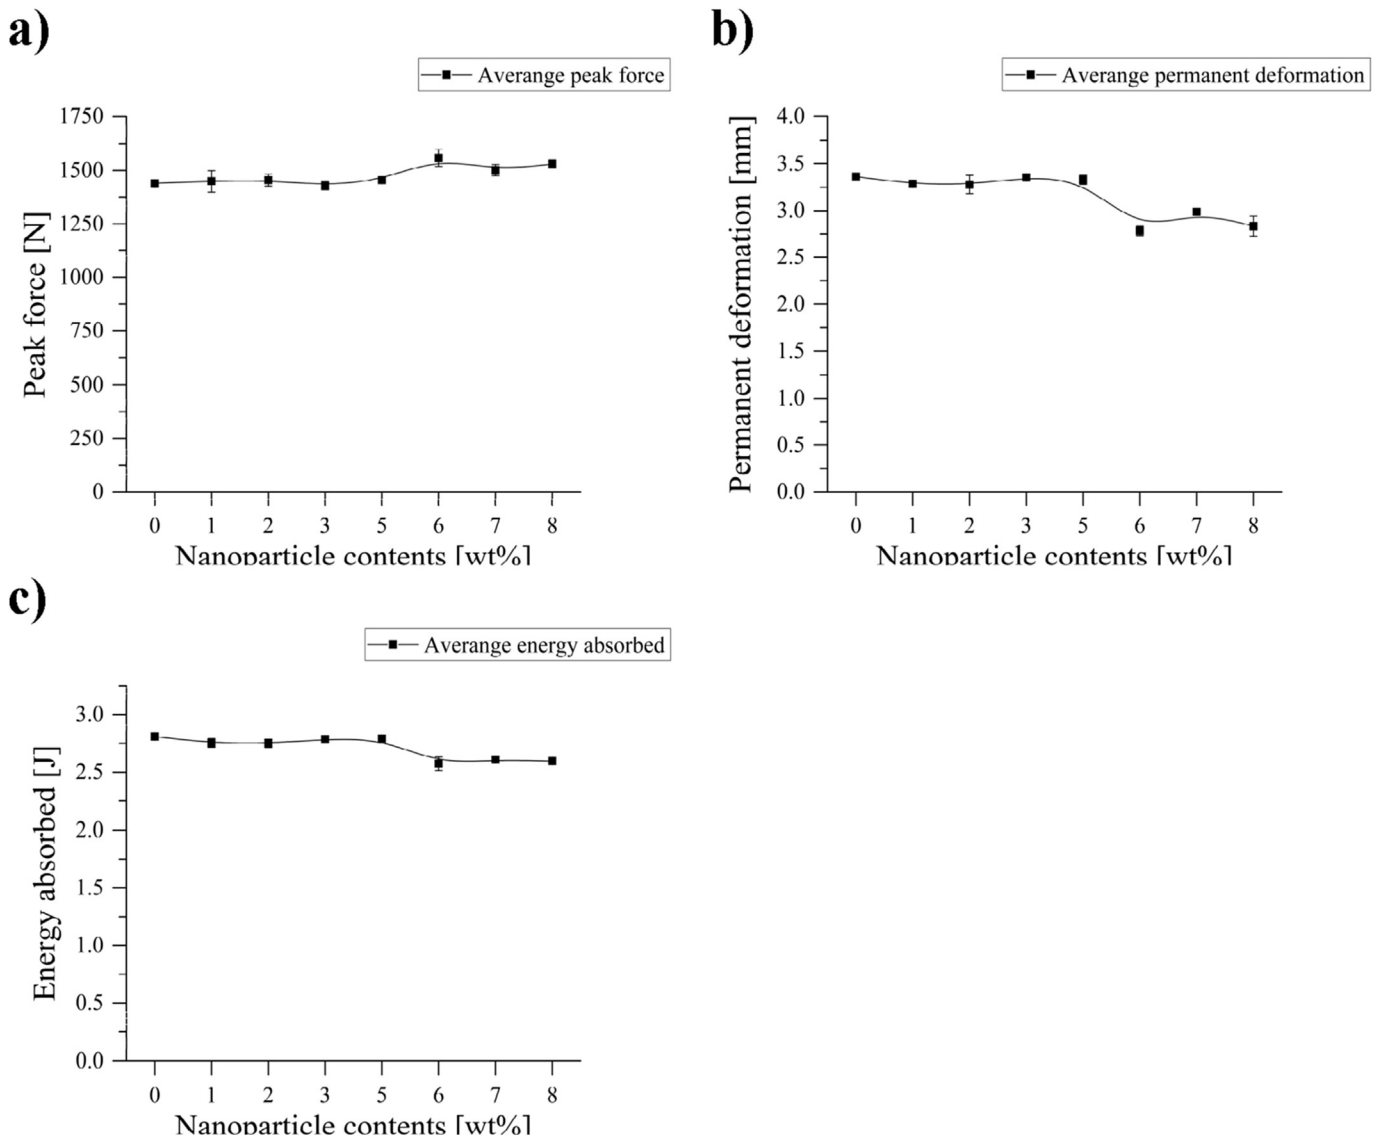 a)
Averange peak force
1750
1500
1250
1000
750
500
250
0
Peak force [N]
0 1 2 3 5 6 7 8
Nanoparticle contents [wt%]
b)
Averange permanent deformation
4.0
3.5
3.0
2.5
2.0
1.5
1.0
0.5
0.0
Permanent deformation [mm]
0 1 2 3 5 6 7 8
Nanoparticle contents [wt%]
c)
Averange energy absorbed
3.0
2.5
2.0
1.5
1.0
0.5
0.0
Energy absorbed [J]
0 1 2 3 5 6 7 8
Nanoparticle contents [wt%]